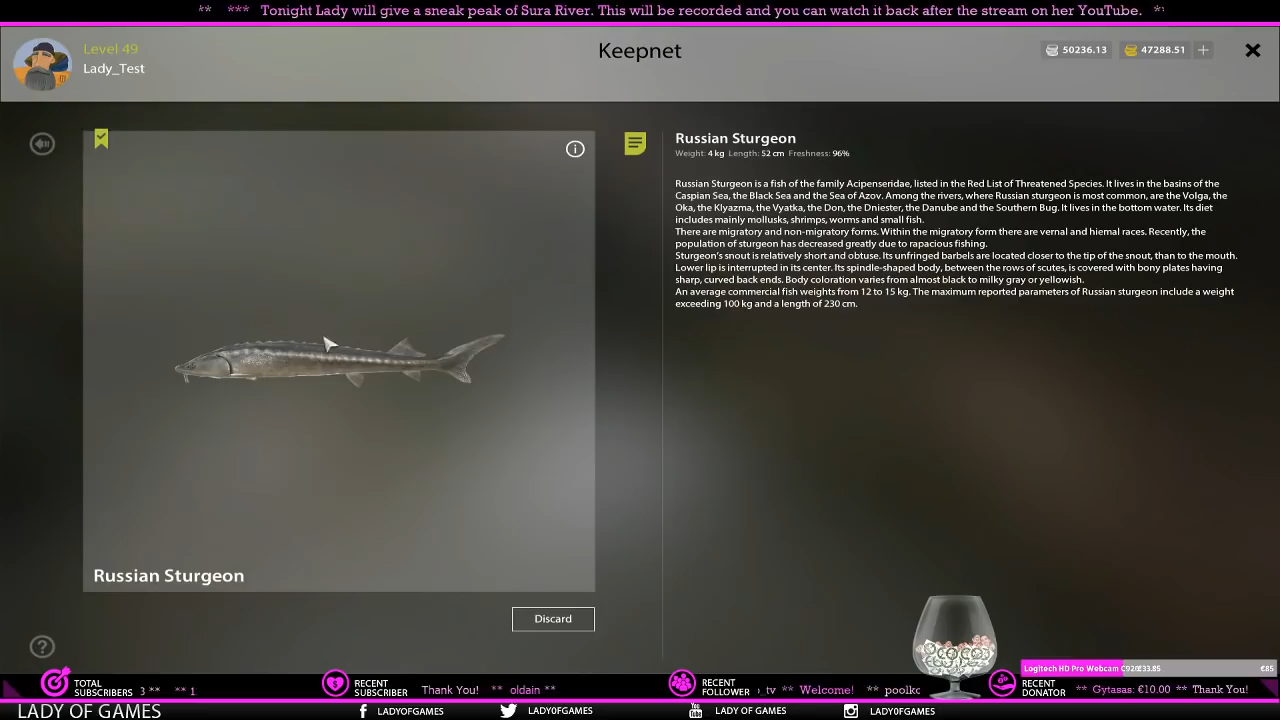 ** *** Tonight Lady will give a sneak peak of Sura River. This will be recorded and you can watch it back after the stream on her YouTube. *
Level 49
Lady_Test
Keepnet
50236.13
47288.51
Russian Sturgeon
Weight: 4 kg Length: 52 cm Freshness: 96%
Russian Sturgeon is a fish of the family Acipenseridae, listed in the Red List of Threatened Species. It lives in the basins of the
Caspian Sea, the Black Sea and the Sea of Azov. Among the rivers, where Russian sturgeon is most common, are the Volga, the
Oka, the Klyazma, the Vyatka, the Don, the Dniester, the Danube and the Southern Bug. It lives in the bottom water. Its diet
includes mainly mollusks, shrimps, worms and small fish.
There are migratory and non-migratory forms. Within the migratory form there are vernal and hiemal races. Recently, the
population of sturgeon has decreased greatly due to rapacious fishing.
Sturgeon's snout is relatively short and obtuse. Its unfringed barbels are located closer to the tip of the snout, than to the mouth.
Lower lip is interrupted in its center. Its spindle-shaped body, between the rows of scutes, is covered with bony plates having
sharp, curved back ends. Body coloration varies from almost black to milky gray or yellowish.
An average commercial fish weights from 12 to 15 kg. The maximum reported parameters of Russian sturgeon include a weight
exceeding 100 kg and a length of 230 cm.
Russian Sturgeon
Discard
?
Logitech HD Pro Webcam C920 €33.85 €85
TOTAL SUBSCRIBERS 3 ** ** 1
RECENT SUBSCRIBER Thank You! ** oldain **
RECENT FOLLOWER _tv ** Welcome! ** poolk
RECENT DONATOR ** Gytasas: €10.00 ** Thank You!
LADY OF GAMES
LADYOFGAMES
LADY0FGAMES
LADY OF GAMES
LADY0FGAMES